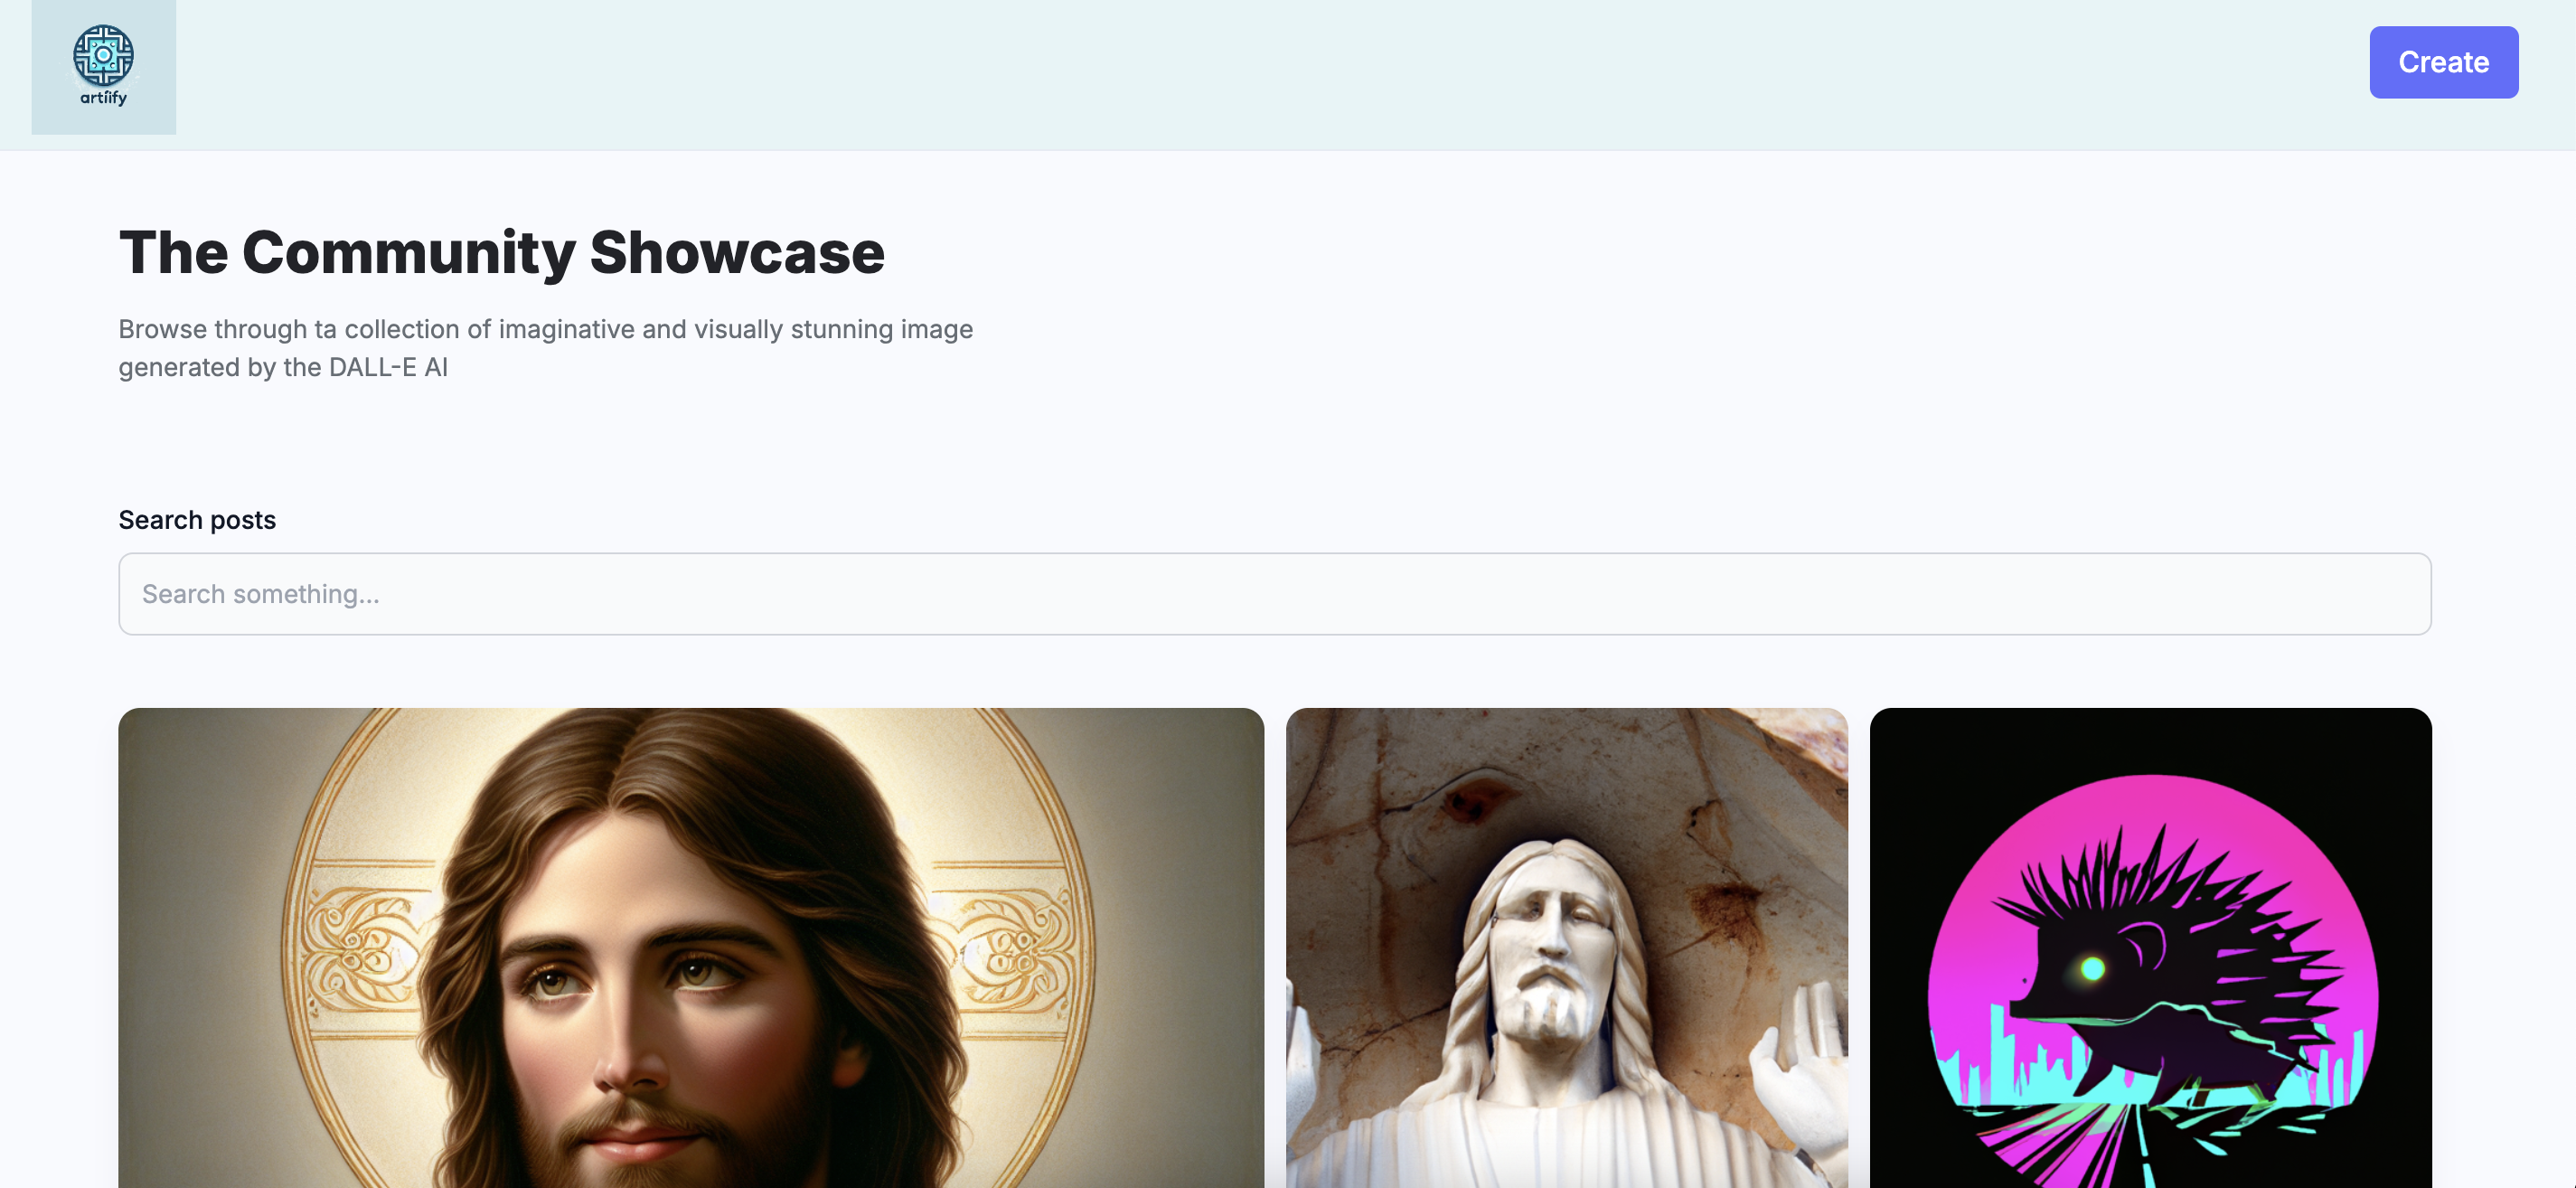 artiify
Create
The Community Showcase
Browse through ta collection of imaginative and visually stunning image
generated by the DALL-E AI
Search posts
Search something...